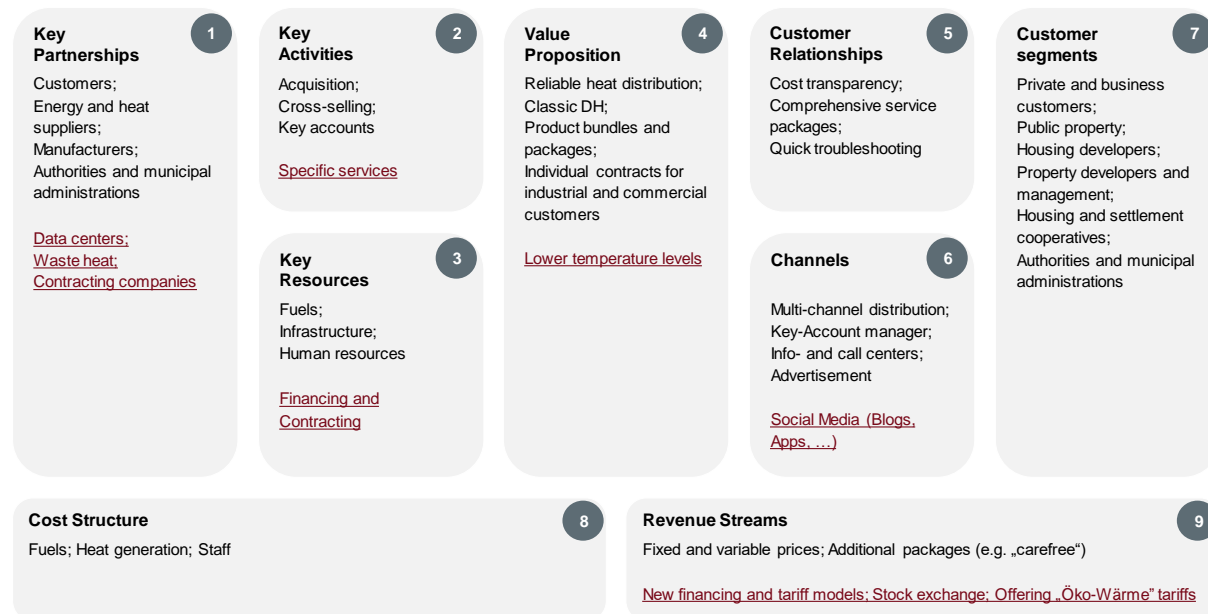 Key
Partnerships
1
Customers;
Energy and heat
suppliers;
Manufacturers;
Authorities and municipal
administrations
Data centers;
Waste heat;
Contracting companies
Key
Activities
2
Acquisition;
Cross-selling;
Key accounts
Specific services
Key
Resources
3
Fuels;
Infrastructure;
Human resources
Financing and
Contracting
Value
Proposition
4
Reliable heat distribution;
Classic DH;
Product bundles and
packages;
Individual contracts for
industrial and commercial
customers
Lower temperature levels
Customer
Relationships
5
Cost transparency;
Comprehensive service
packages;
Quick troubleshooting
Channels
6
Multi-channel distribution;
Key-Account manager;
Info- and call centers;
Advertisement
Social Media (Blogs,
Apps, …)
Customer
segments
7
Private and business
customers;
Public property;
Housing developers;
Property developers and
management;
Housing and settlement
cooperatives;
Authorities and municipal
administrations
Cost Structure
8
Fuels; Heat generation; Staff
Revenue Streams
9
Fixed and variable prices; Additional packages (e.g. „carefree“)
New financing and tariff models; Stock exchange; Offering „Öko-Wärme“ tariffs